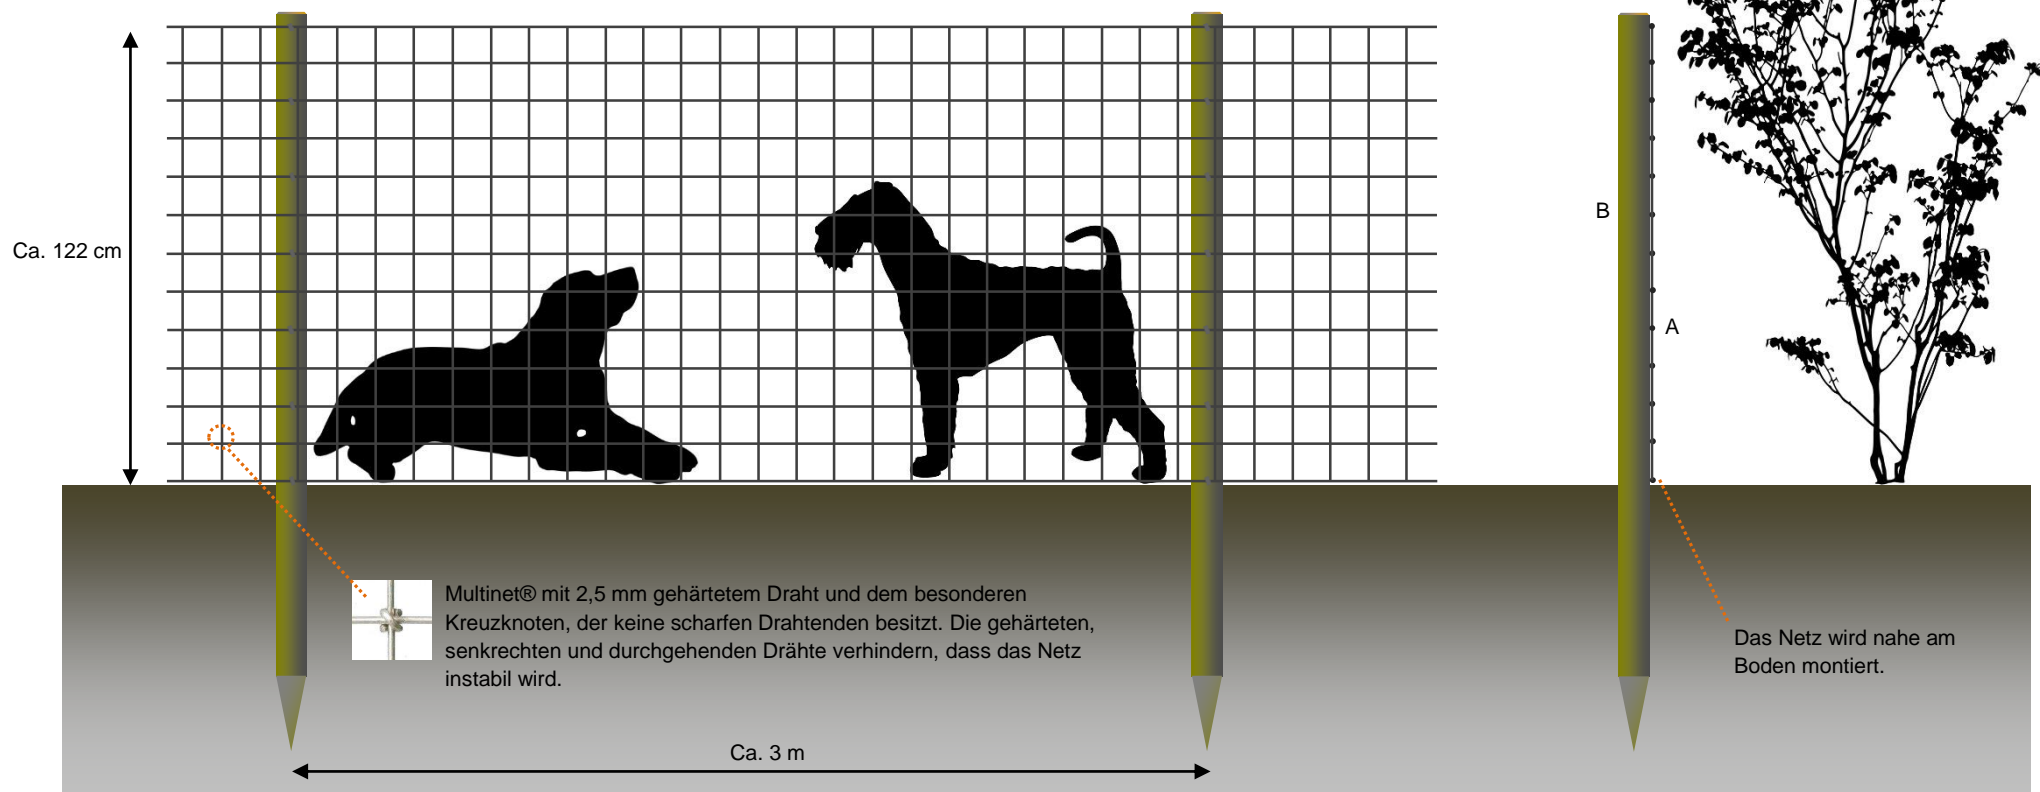 Ca. 122 cm
B
A
Multinet® mit 2,5 mm gehärtetem Draht und dem besonderen
Kreuzknoten, der keine scharfen Drahtenden besitzt. Die gehärteten,
senkrechten und durchgehenden Drähte verhindern, dass das Netz
instabil wird.
Das Netz wird nahe am
Boden montiert.
Ca. 3 m